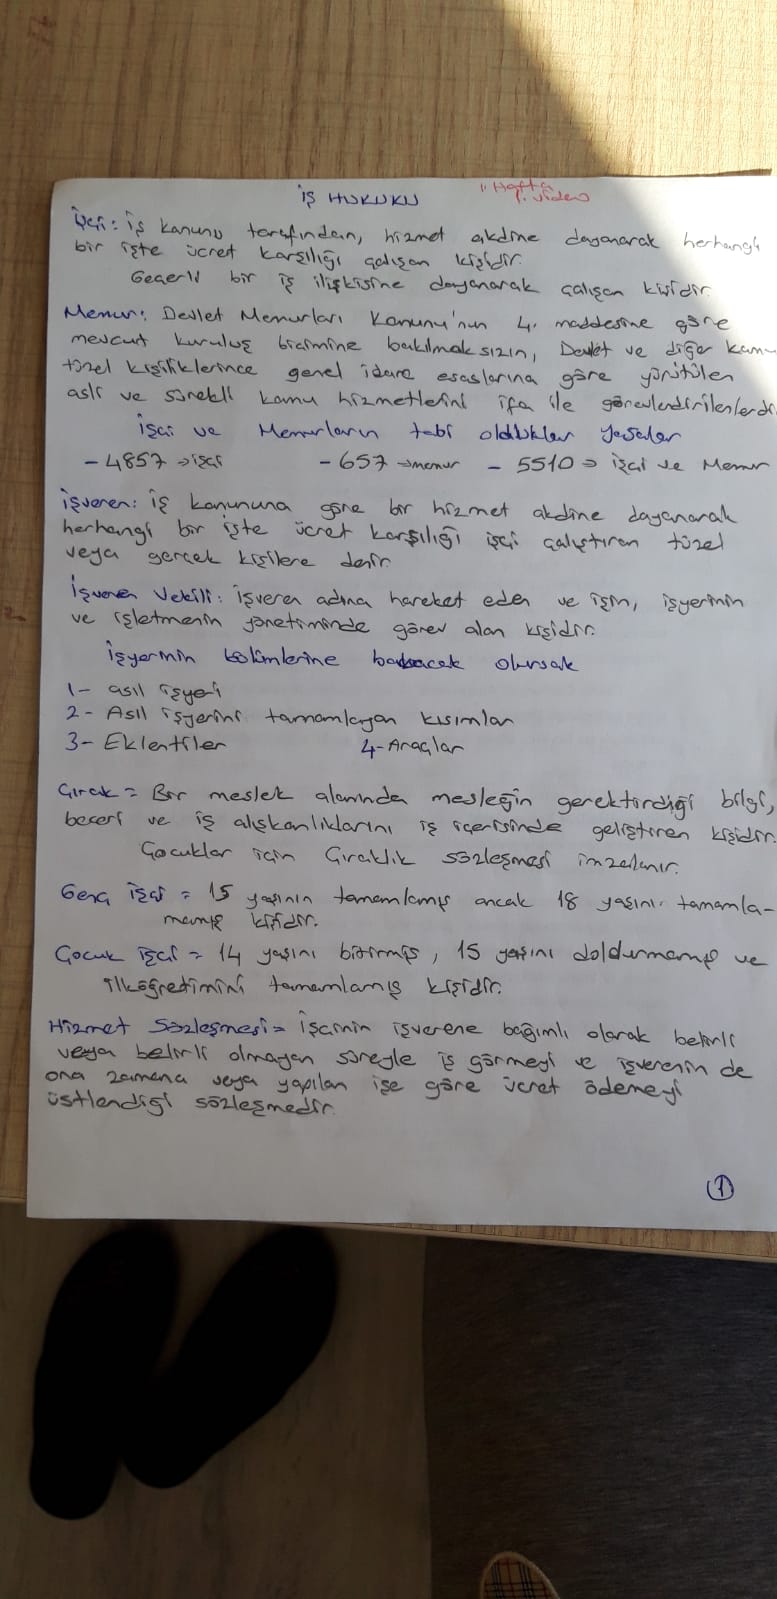 İŞ HUKUKU
1. Hafta
1. video
İşçi: İş kanunu tarafından, hizmet akdine dayanarak herhangi
bir işte ücret karşılığı çalışan kişidir.
Geçerli bir iş ilişkisine dayanarak çalışan kişidir.
Memur: Devlet Memurları Kanunu'nun 4. maddesine göre
mevcut kuruluş biçimine bakılmaksızın, Devlet ve diğer kamu
tüzel kişiliklerince genel idare esaslarına göre yürütülen
asli ve sürekli kamu hizmetlerini ifa ile görevlendirilenlerdi
İşçi ve Memurların tabi oldukları yasalar
- 4857 → işçi - 657 → memur - 5510 → işçi ve Memur
İşveren: İş kanununa göre bir hizmet akdine dayanarak
herhangi bir işte ücret karşılığı işçi çalıştıran tüzel
veya gerçek kişilere denir.
İşveren Vekili: İşveren adına hareket eden ve işin, işyerinin
ve işletmenin yönetiminde görev alan kişidir.
İşyerinin bölümlerine bakacak olursak
1- asıl işyeri
2- Asıl işyerini tamamlayan kısımlar
3- Eklentiler 4- Araçlar
Çırak = Bir meslek alanında mesleğin gerektirdiği bilgi,
beceri ve iş alışkanlıklarını iş içerisinde geliştiren kişidir.
Çocuklar için Çıraklık sözleşmesi imzalanır.
Genç işçi = 15 yaşının tamamlamış ancak 18 yaşını tamamla-
mamış kişidir.
Çocuk işçi = 14 yaşını bitirmiş, 15 yaşını doldurmamış ve
ilköğretimini tamamlamış kişidir.
Hizmet Sözleşmesi = İşçinin işverene bağımlı olarak belirli
veya belirli olmayan süreyle iş görmeyi ve işverenin de
ona zamana veya yapılan işe göre ücret ödemeyi
üstlendiği sözleşmedir.
1